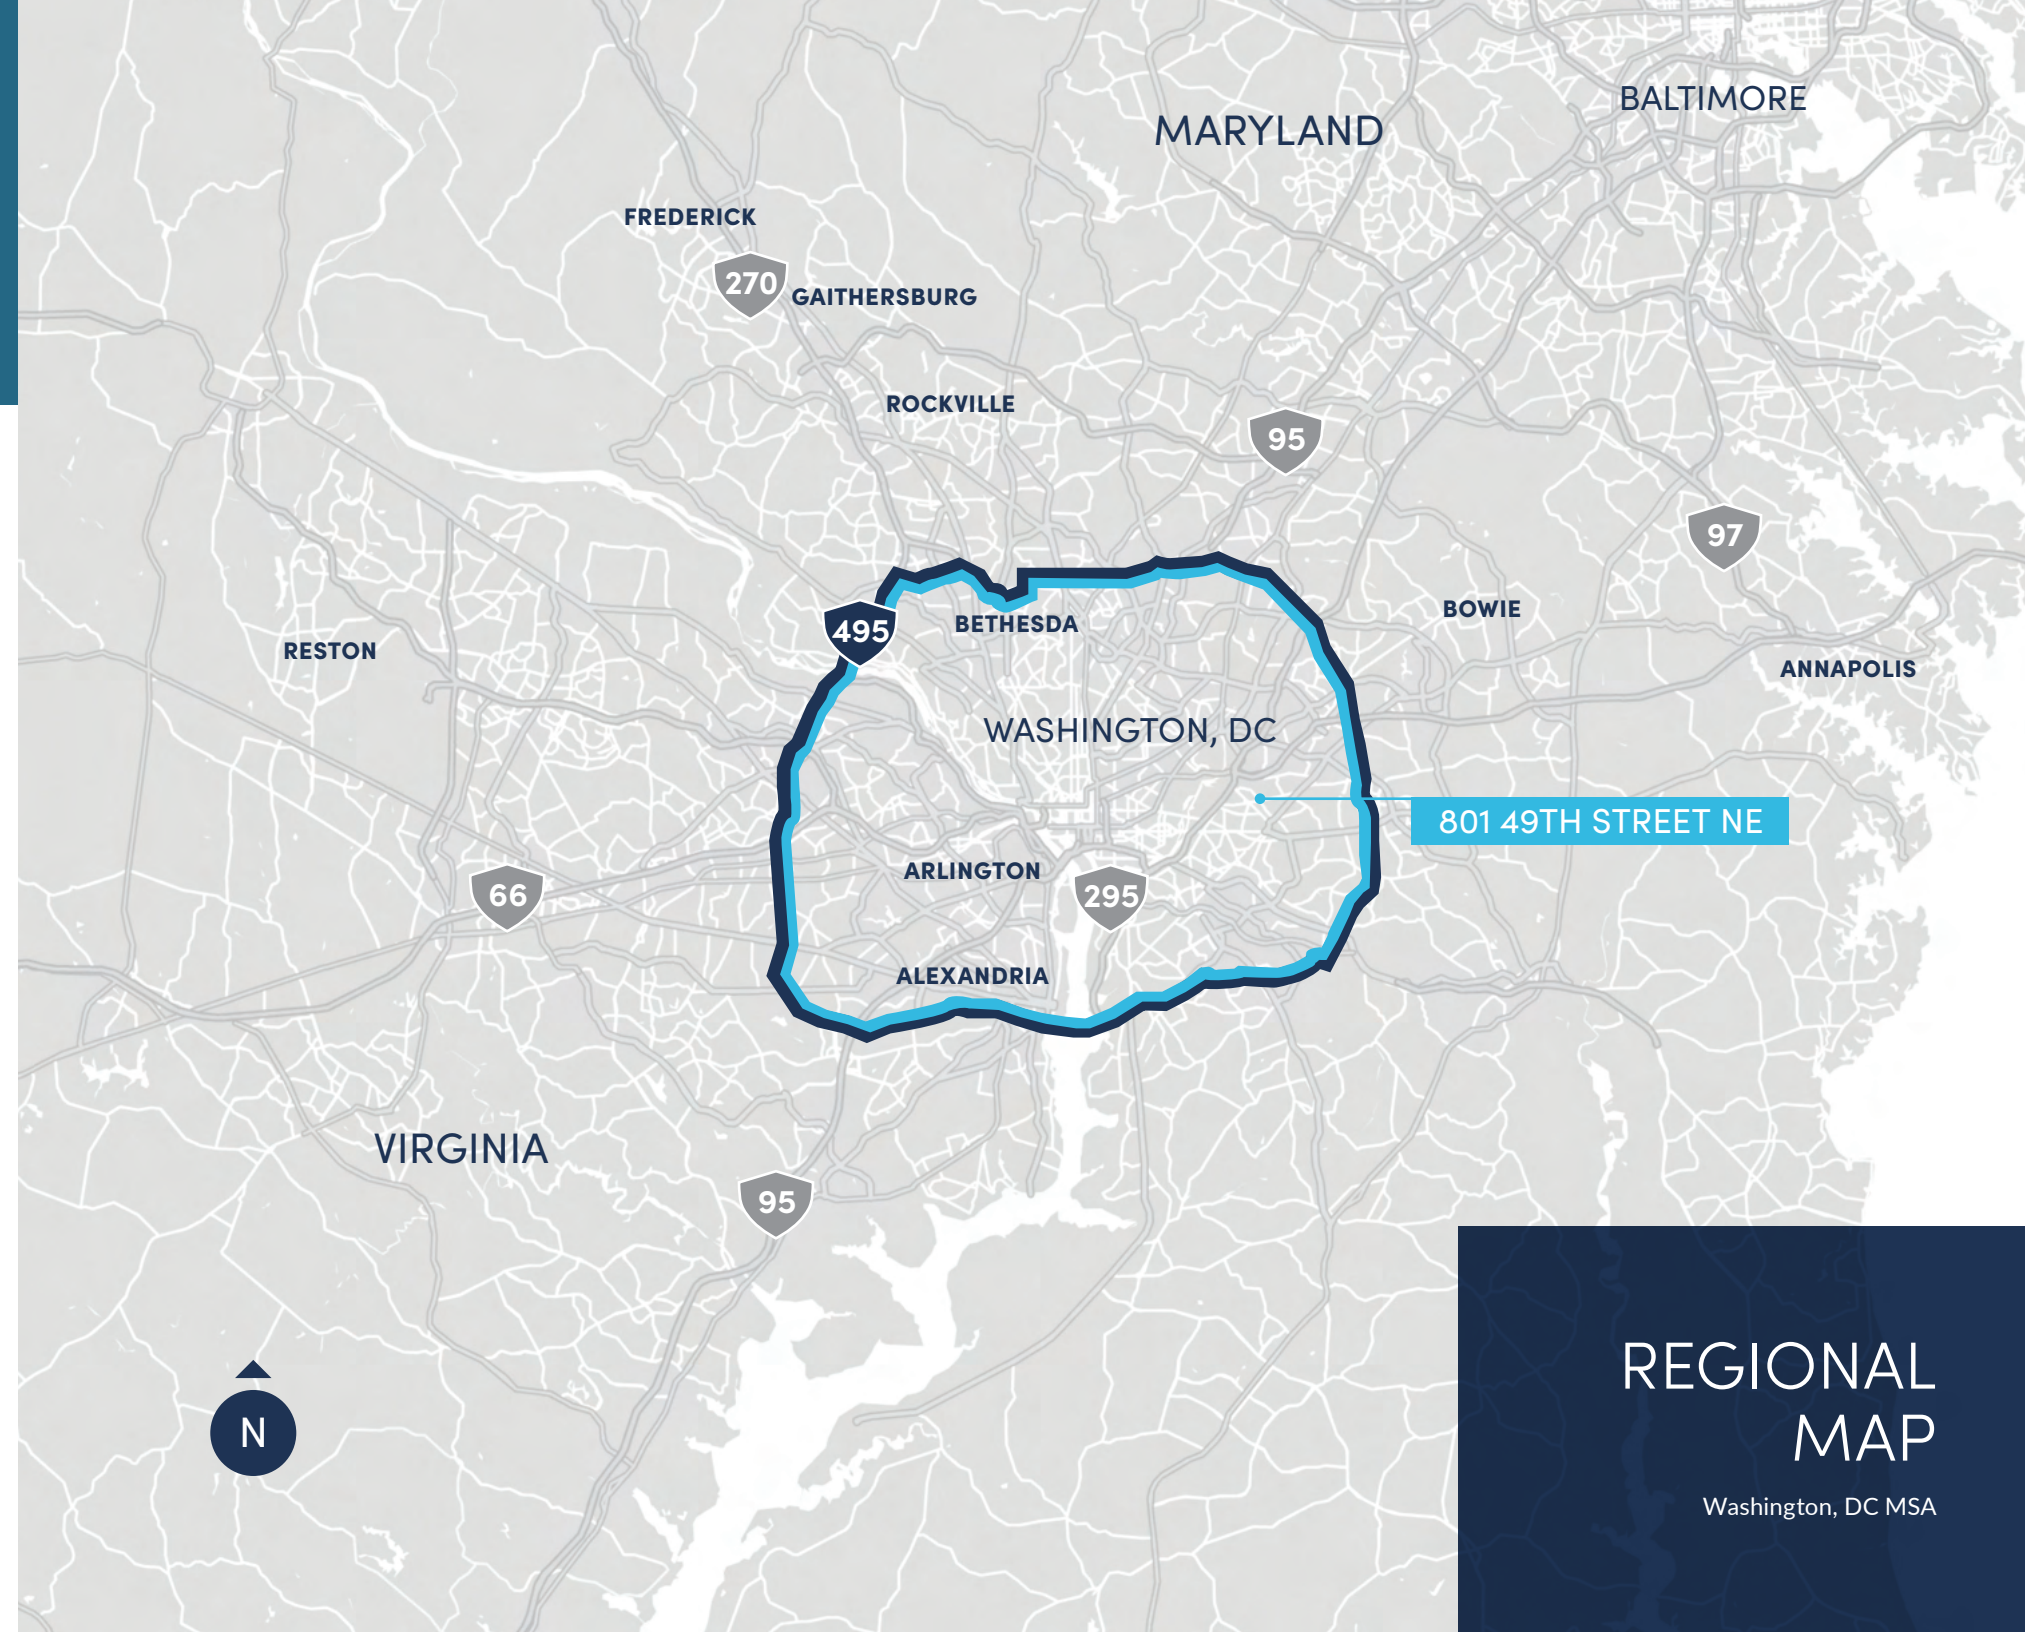 BALTIMORE
MARYLAND
FREDERICK
270
GAITHERSBURG
ROCKVILLE
95
97
BOWIE
495
BETHESDA
RESTON
ANNAPOLIS
WASHINGTON, DC
801 49TH STREET NE
ARLINGTON
66
295
ALEXANDRIA
VIRGINIA
95
N
REGIONAL
MAP
Washington, DC MSA